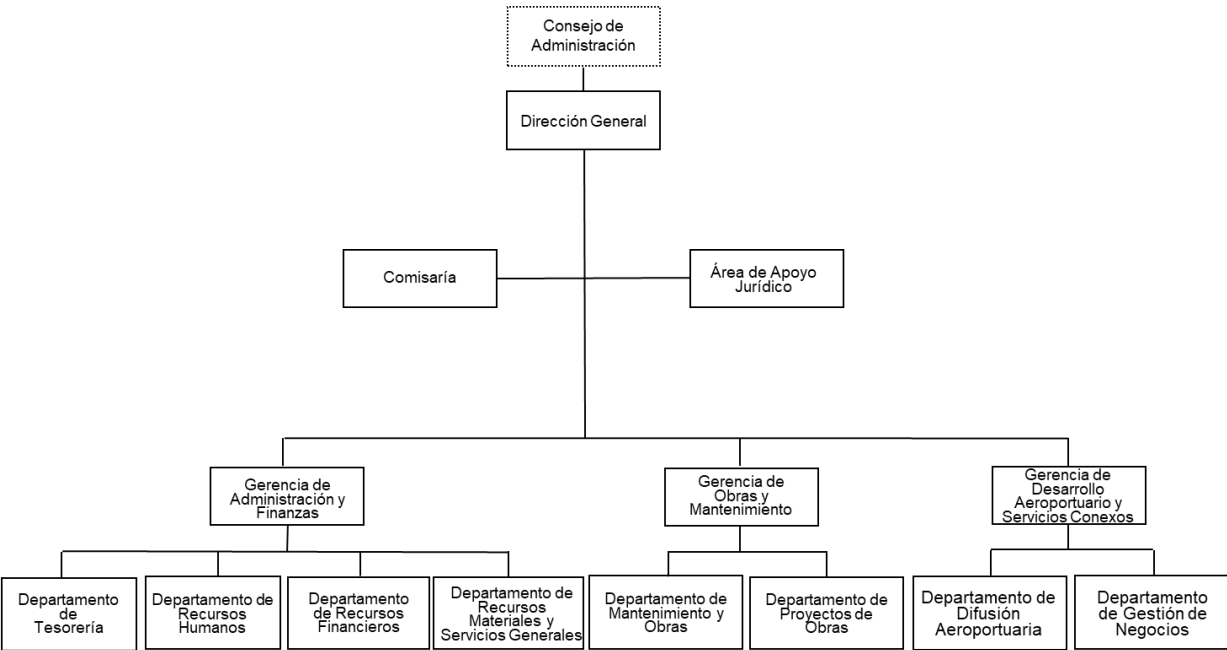 Consejo de
Administración
Dirección General
Comisaría
Área de Apoyo
Jurídico
Gerencia de
Administración y
Finanzas
Gerencia de
Obras y
Mantenimiento
Gerencia de
Desarrollo
Aeroportuario y
Servicios Conexos
Departamento
de
Tesorería
Departamento de
Recursos
Humanos
Departamento
de Recursos
Financieros
Departamento de
Recursos
Materiales y
Servicios Generales
Departamento de
Mantenimiento y
Obras
Departamento de
Proyectos de
Obras
Departamento de
Difusión
Aeroportuaria
Departamento
de Gestión de
Negocios